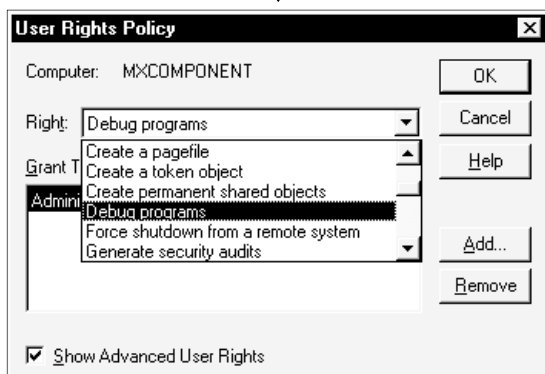 User Rights Policy
Computer: MXCOMPONENT
OK
Right: Debug programs
Cancel
Create a pagefile
Create a token object
Create permanent shared objects
Debug programs
Force shutdown from a remote system
Generate security audits
Grant T
Admini
Help
Add...
Remove
Show Advanced User Rights